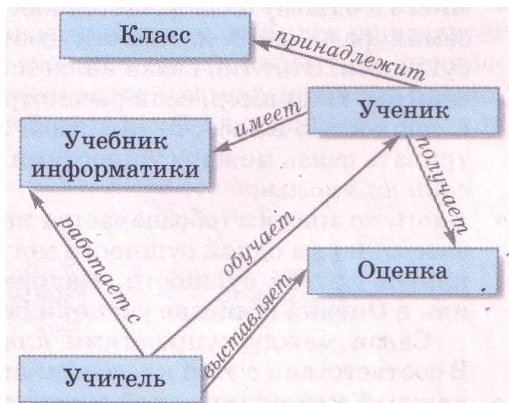 Класс
принадлежит
Ученик
имеет
Учебник
информатики
получает
обучает
работает с
Оценка
выставляет
Учитель